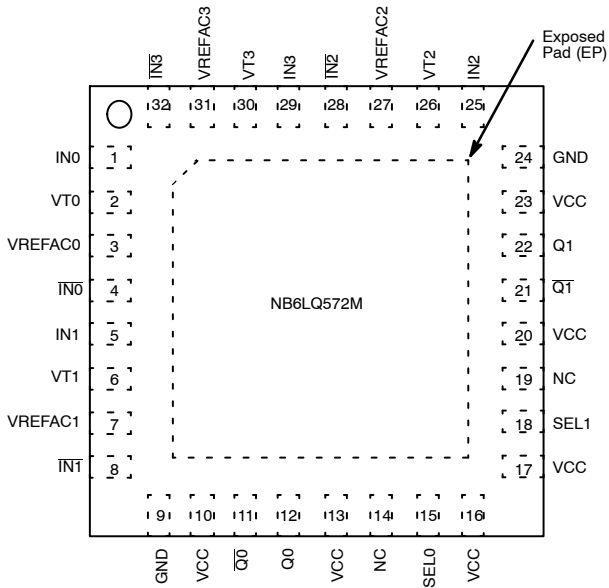 IN3 VREFAC3 VT3 IN3 IN2 VREFAC2 VT2 IN2
Exposed
Pad (EP)
32 31 30 29 28 27 26 25
IN0 1 24 GND
VT0 2 23 VCC
VREFAC0 3 22 Q1
IN0 4 21 Q1
NB6LQ572M
IN1 5 20 VCC
VT1 6 19 NC
VREFAC1 7 18 SEL1
IN1 8 17 VCC
9 10 11 12 13 14 15 16
GND VCC Q0 Q0 VCC NC SEL0 VCC